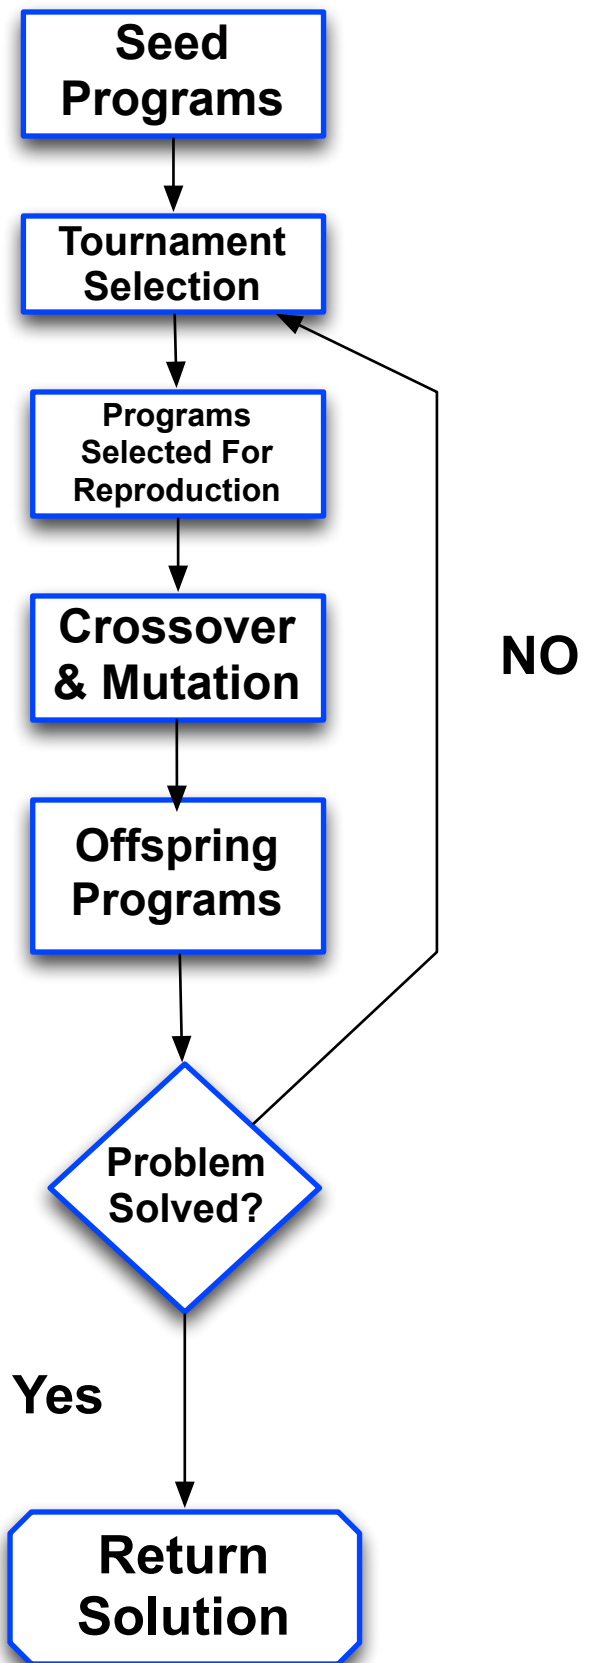 Seed
Programs
Tournament
Selection
Programs
Selected For
Reproduction
Crossover
& Mutation
NO
Offspring
Programs
Problem
Solved?
Yes
Return
Solution